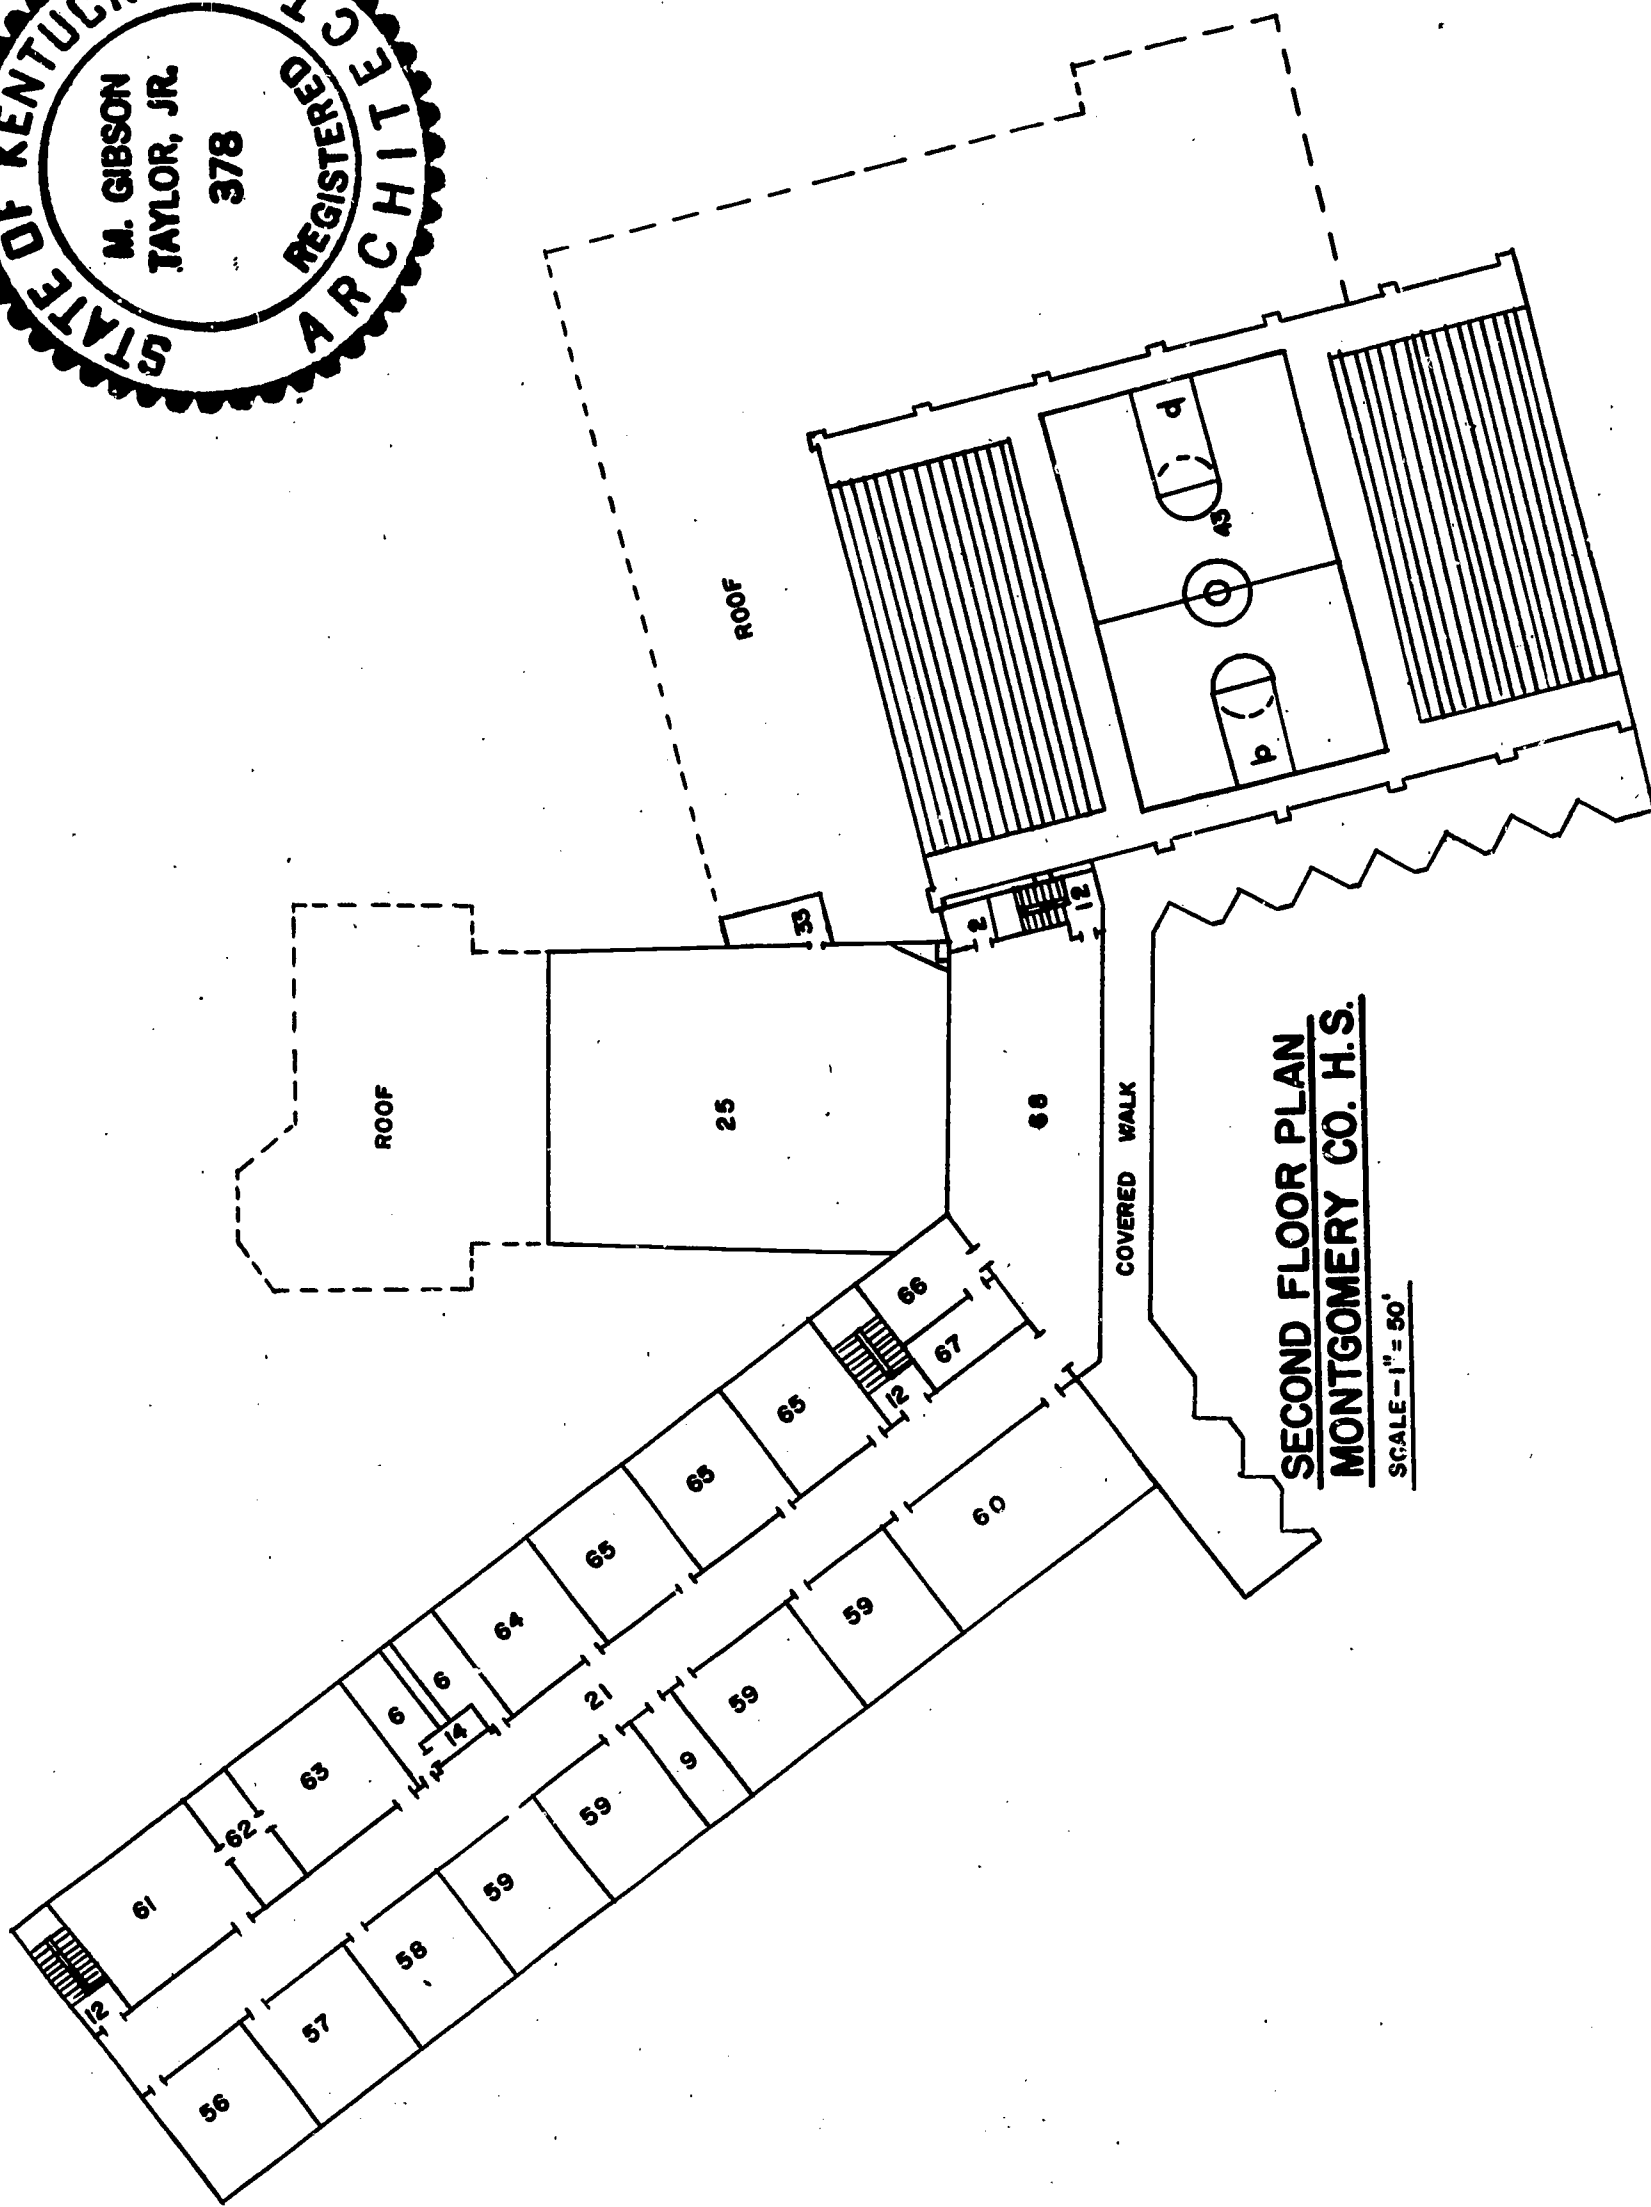 STATE OF KENTUCK
M. GIBSON
TAYLOR, JR.
378
REGISTERED
ARCHITECT
ROOF
ROOF
43
33
2
12
25
68
COVERED WALK
66
67
12
65
65
65
64
6
6
14
21
63
62
61
12
60
59
59
9
59
59
58
57
56
SECOND FLOOR PLAN
MONTGOMERY CO. H.S.
SCALE - 1" = 50'